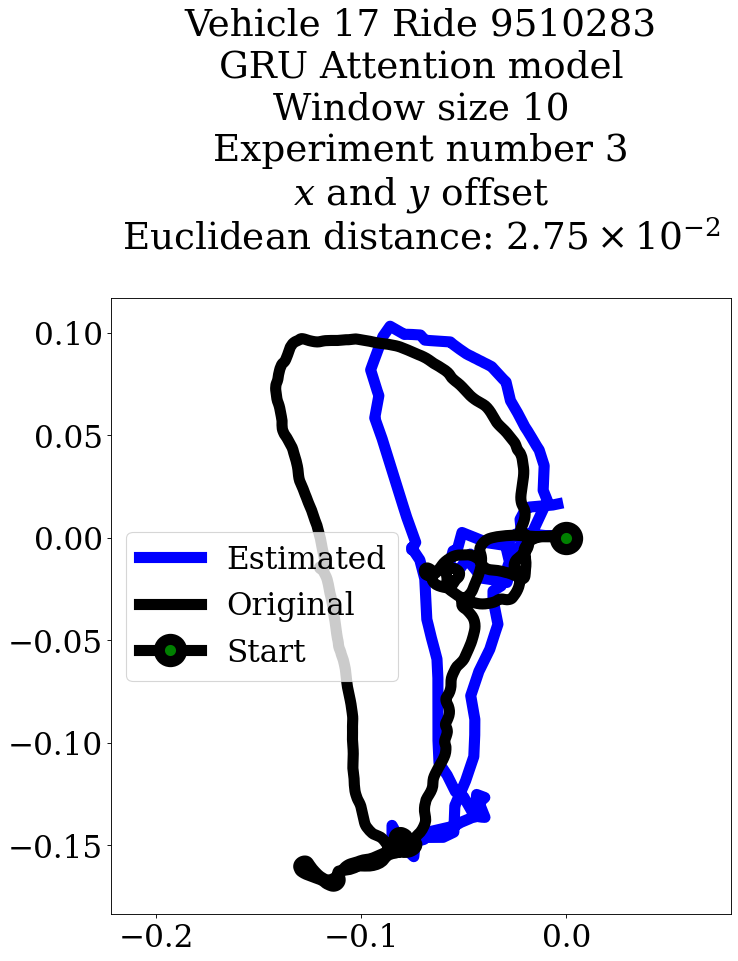 Vehicle 17 Ride 9510283
GRU Attention model
Window size 10
Experiment number 3
x and y offset
Euclidean distance: 2.75 × 10⁻²
0.10
0.05
0.00
−0.05
−0.10
−0.15
Estimated
Original
Start
−0.2
−0.1
0.0